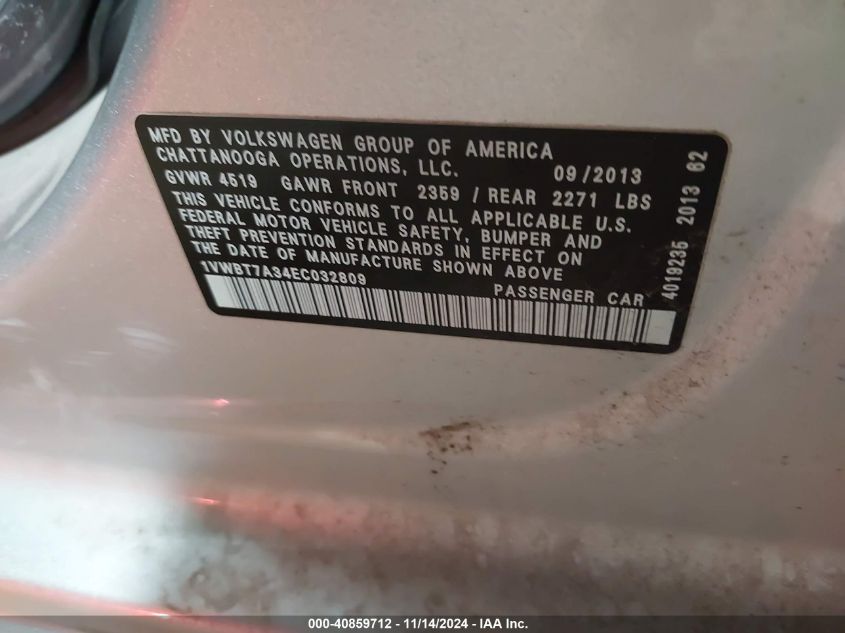 MFD BY VOLKSWAGEN GROUP OF AMERICA
CHATTANOOGA OPERATIONS, LLC. 09/2013
GVWR 4519 GAWR FRONT 2359 / REAR 2271 LBS
THIS VEHICLE CONFORMS TO ALL APPLICABLE U.S.
FEDERAL MOTOR VEHICLE SAFETY, BUMPER AND
THEFT PREVENTION STANDARDS IN EFFECT ON
THE DATE OF MANUFACTURE SHOWN ABOVE
1VWBT7A34EC032809 PASSENGER CAR
4019235 2013 62
000-40859712 - 11/14/2024 - IAA Inc.